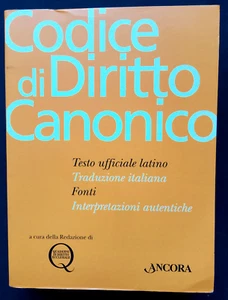 Codice
di Diritto
Canonico
Testo ufficiale latino
Traduzione italiana
Fonti
Interpretazioni autentiche
a cura della Redazione di
Q
ÀNCORA